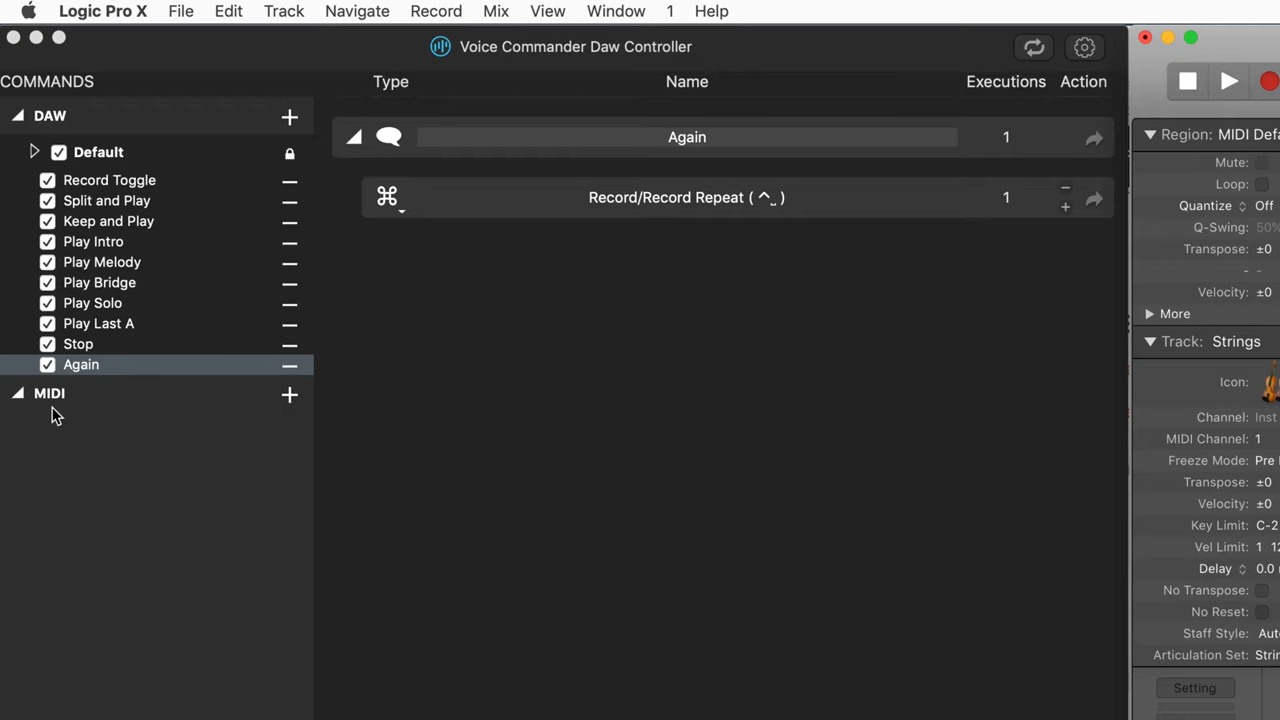 Logic Pro X File Edit Track Navigate Record Mix View Window 1 Help
Voice Commander Daw Controller
COMMANDS
DAW
Default
Record Toggle
Split and Play
Keep and Play
Play Intro
Play Melody
Play Bridge
Play Solo
Play Last A
Stop
Again
MIDI
Type Name Executions Action
Again 1
Record/Record Repeat ( ^⎵ ) 1
Region: MIDI Def
Mute:
Loop:
Quantize Off
Q-Swing: 50%
Transpose: ±0
- -
Velocity: ±0
More
Track: Strings
Icon:
Channel: Inst
MIDI Channel: 1
Freeze Mode: Pre
Transpose: ±0
Velocity: ±0
Key Limit: C-2
Vel Limit: 1 12
Delay 0.0
No Transpose:
No Reset:
Staff Style: Aut
Articulation Set: Strin
Setting